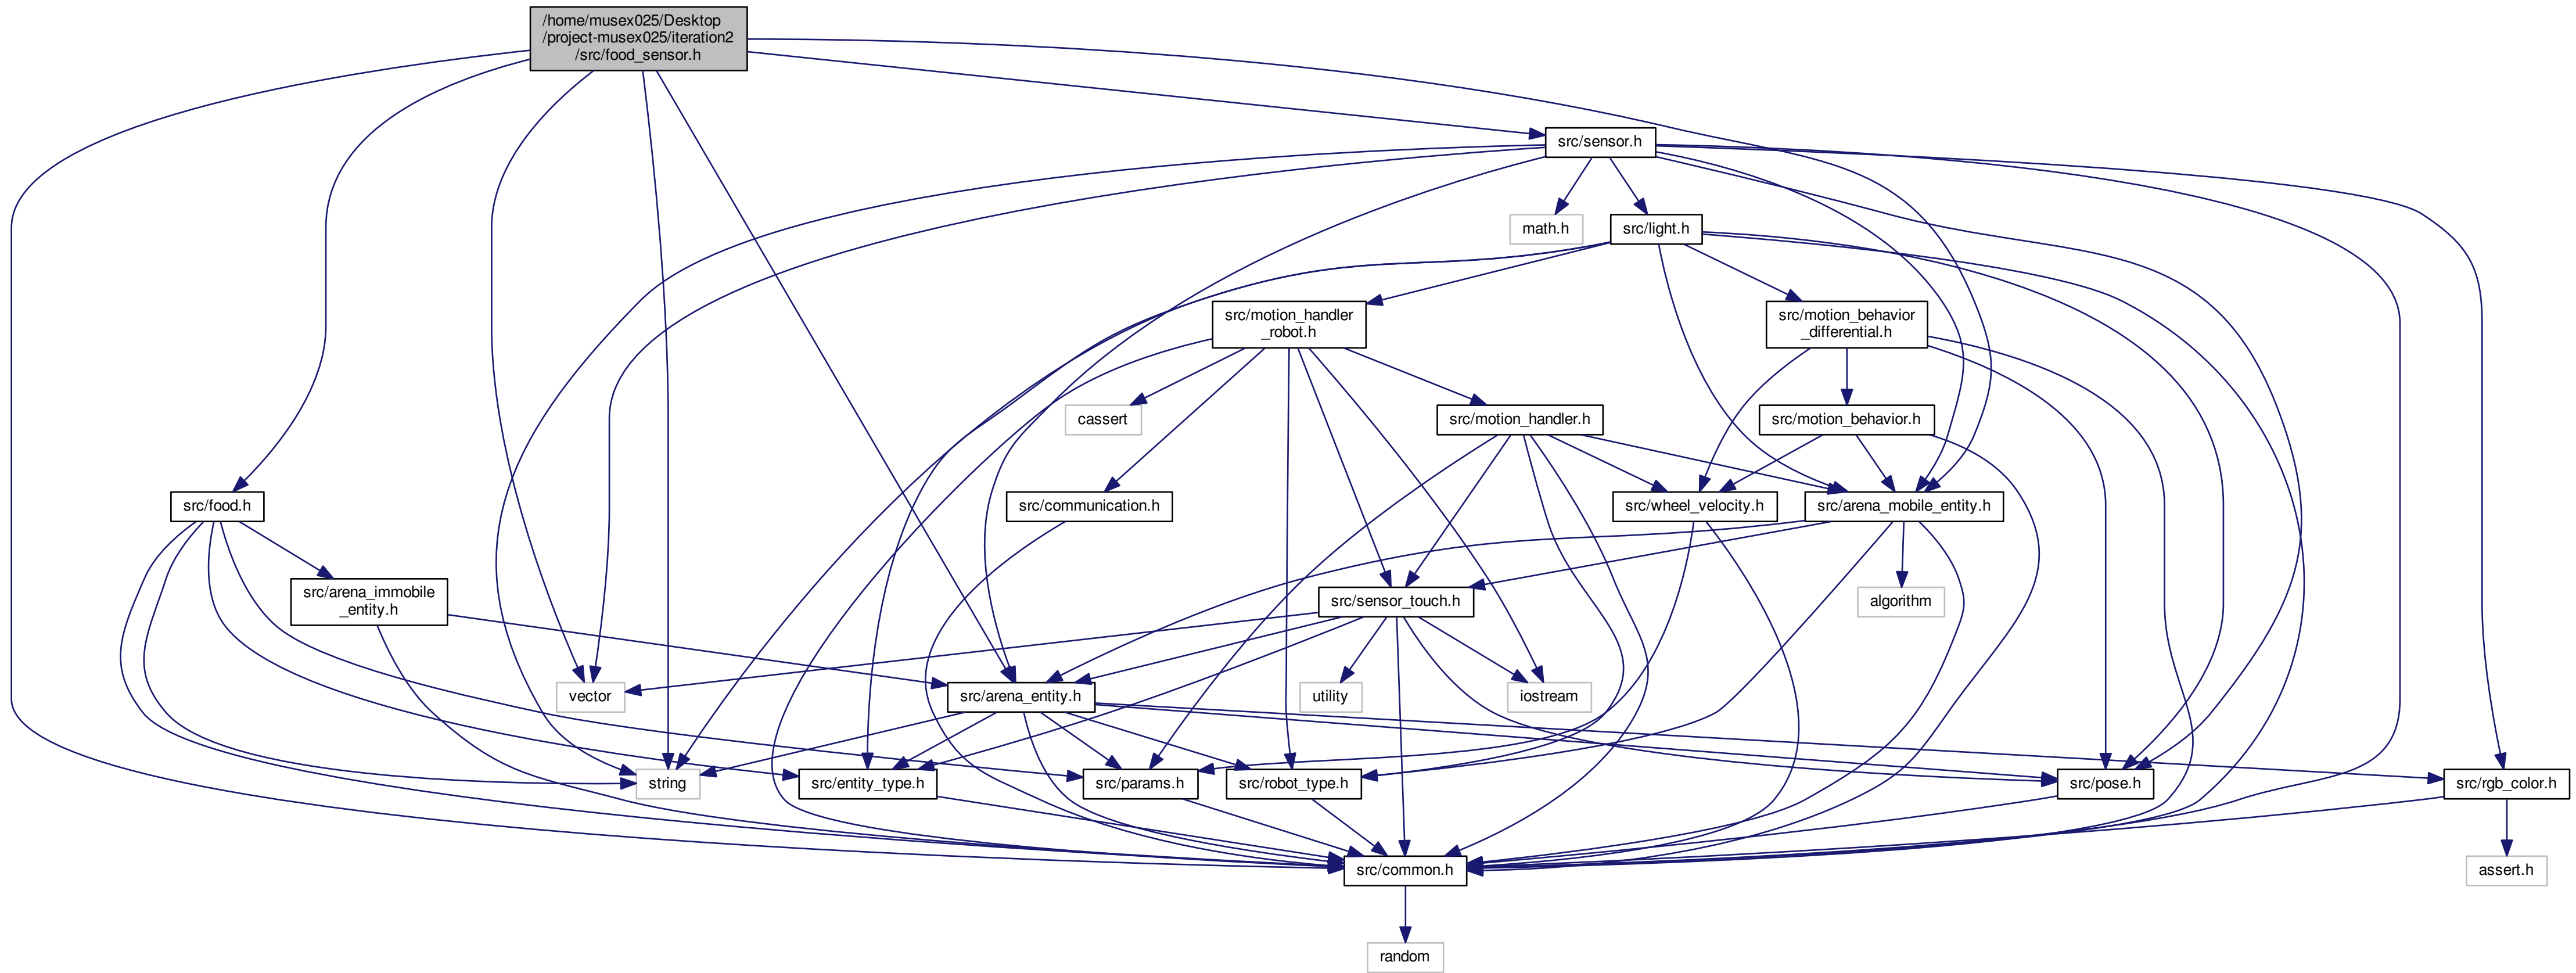 /home/musex025/Desktop
/project-musex025/iteration2
/src/food_sensor.h
src/sensor.h
math.h
src/light.h
src/motion_handler
_robot.h
src/motion_behavior
_differential.h
cassert
src/motion_handler.h
src/motion_behavior.h
src/food.h
src/communication.h
src/wheel_velocity.h
src/arena_mobile_entity.h
src/arena_immobile
_entity.h
src/sensor_touch.h
algorithm
vector
src/arena_entity.h
utility
iostream
string
src/entity_type.h
src/params.h
src/robot_type.h
src/pose.h
src/rgb_color.h
src/common.h
assert.h
random